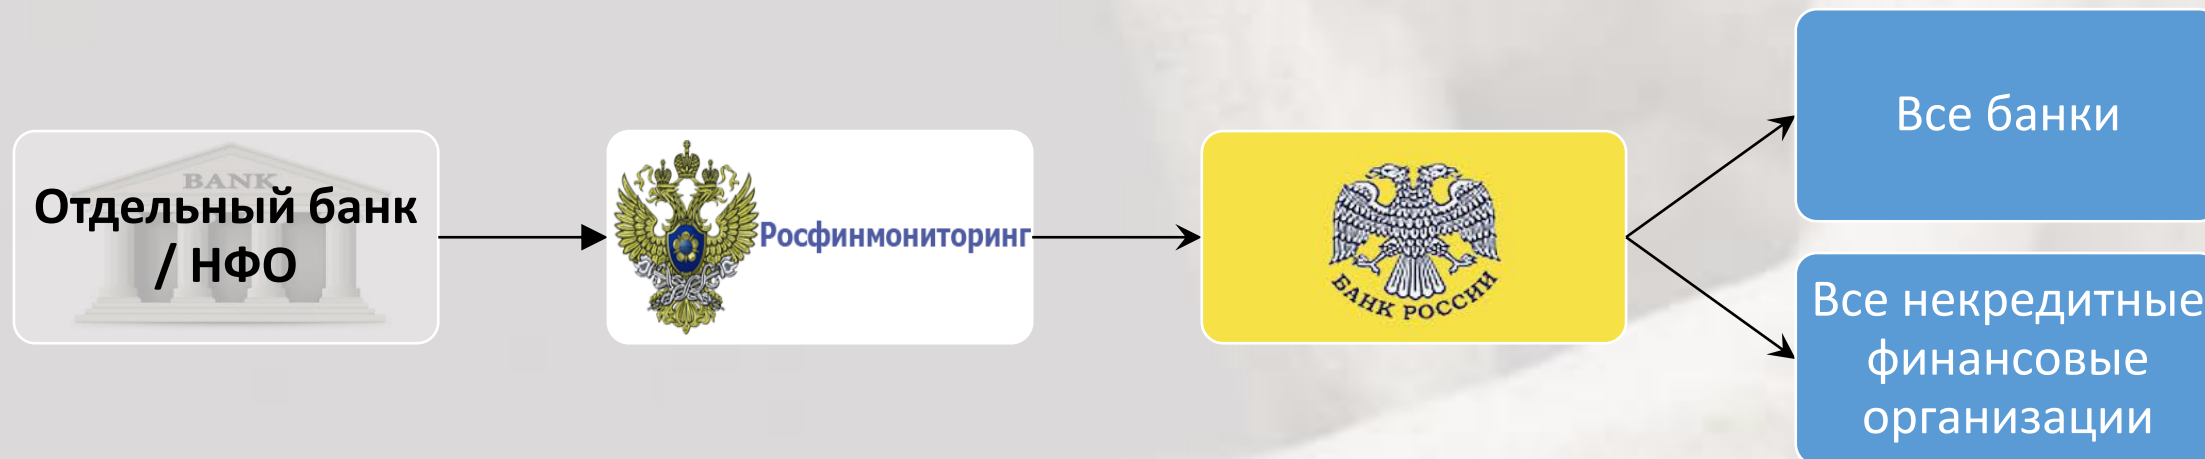 BANK
Отдельный банк
/ НФО
Росфинмониторинг
БАНК РОССИИ
Все банки
Все некредитные
финансовые
организации